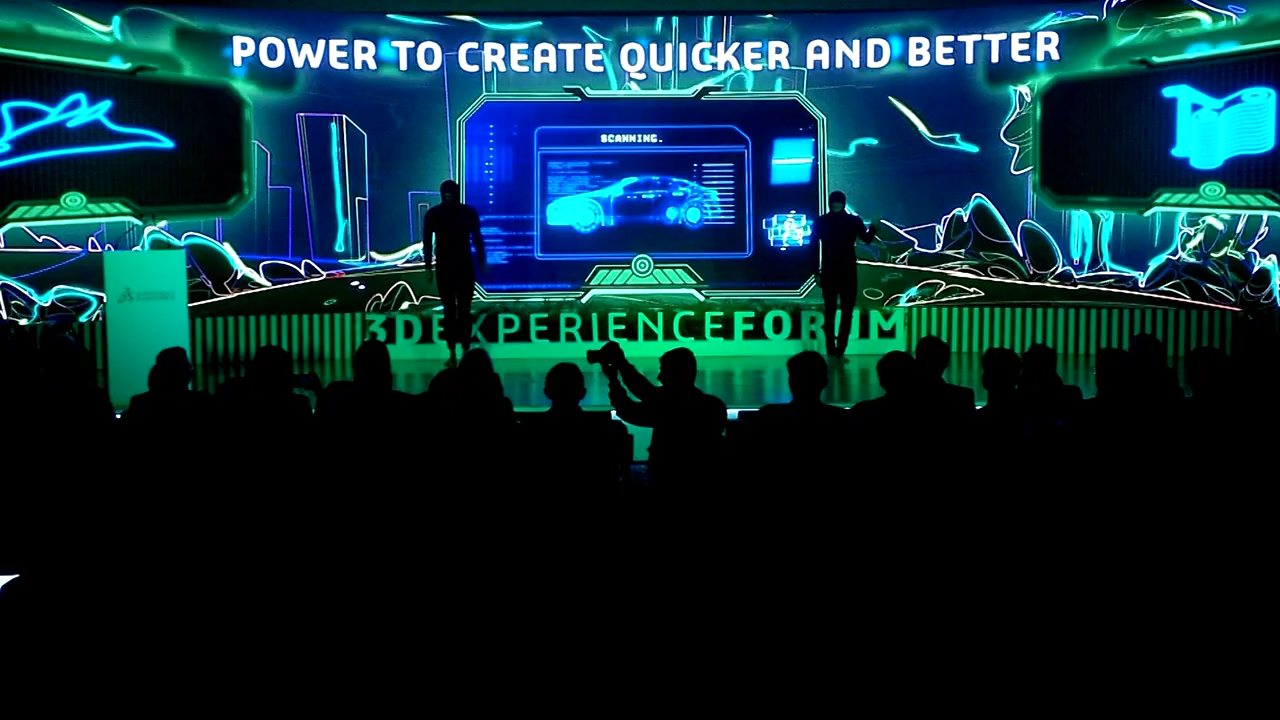 POWER TO CREATE QUICKER AND BETTER
SCANNING.
3DEXPERIENCEFORUM